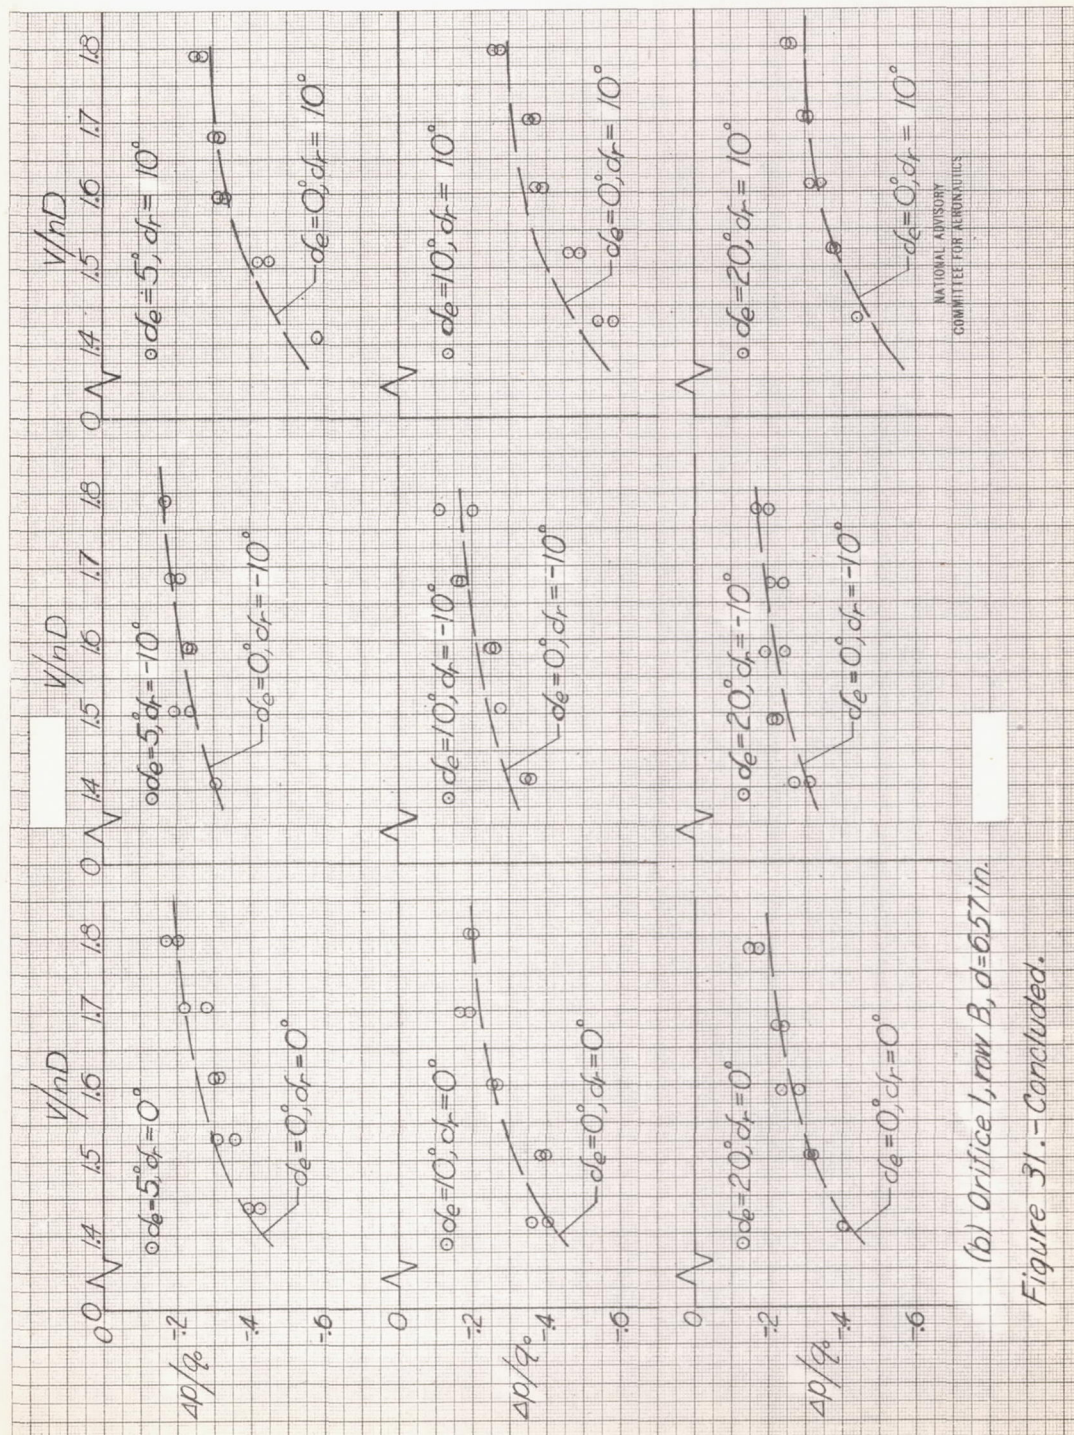 V/nD V/nD V/nD
0 1.4 1.5 1.6 1.7 1.8 0 1.4 1.5 1.6 1.7 1.8 0 1.4 1.5 1.6 1.7 1.8
0
-.2
-.4
-.6
Δp/q₀
de=5°, dr=0°
de=0°, dr=0°
de=5°, dr=-10°
de=0°, dr=-10°
de=5°, dr=10°
de=0°, dr=10°
0
-.2
-.4
-.6
Δp/q₀
de=10°, dr=0°
de=0°, dr=0°
de=10°, dr=-10°
de=0°, dr=-10°
de=10°, dr=10°
de=0°, dr=10°
0
-.2
-.4
-.6
Δp/q₀
de=20°, dr=0°
de=0°, dr=0°
de=20°, dr=-10°
de=0°, dr=-10°
de=20°, dr=10°
de=0°, dr=10°
NATIONAL ADVISORY
COMMITTEE FOR AERONAUTICS
(b) Orifice 1, row B, d=6.57 in.
Figure 31.-Concluded.